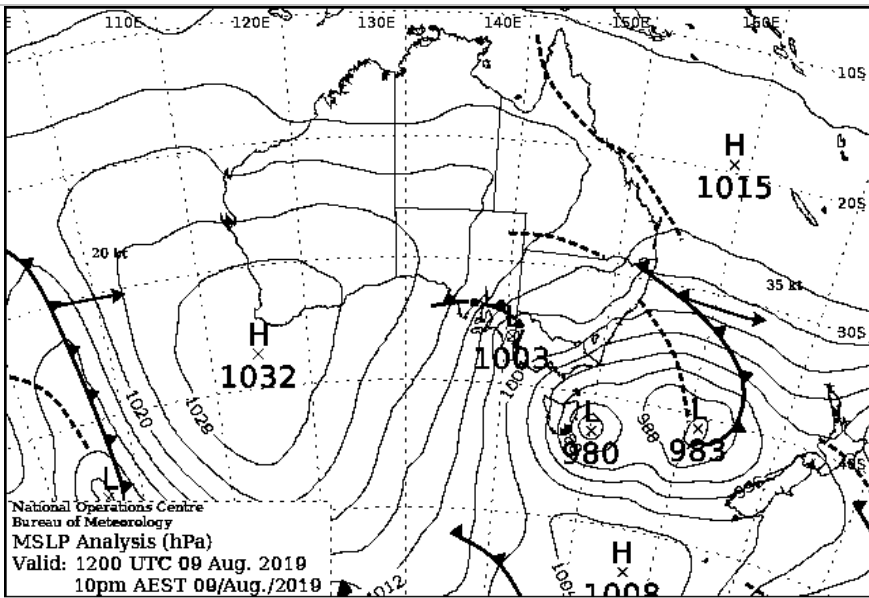 110E 120E 130E 140E 150E 160E
10S
H
1015
20S
20 kt
35 kt
30S
H
1032
L
1003
1020
1028
L
980
988
L
983
40S
996
L
National Operations Centre
Bureau of Meteorology
MSLP Analysis (hPa)
Valid: 1200 UTC 09 Aug. 2019
10pm AEST 09/Aug./2019
1012
H
1008